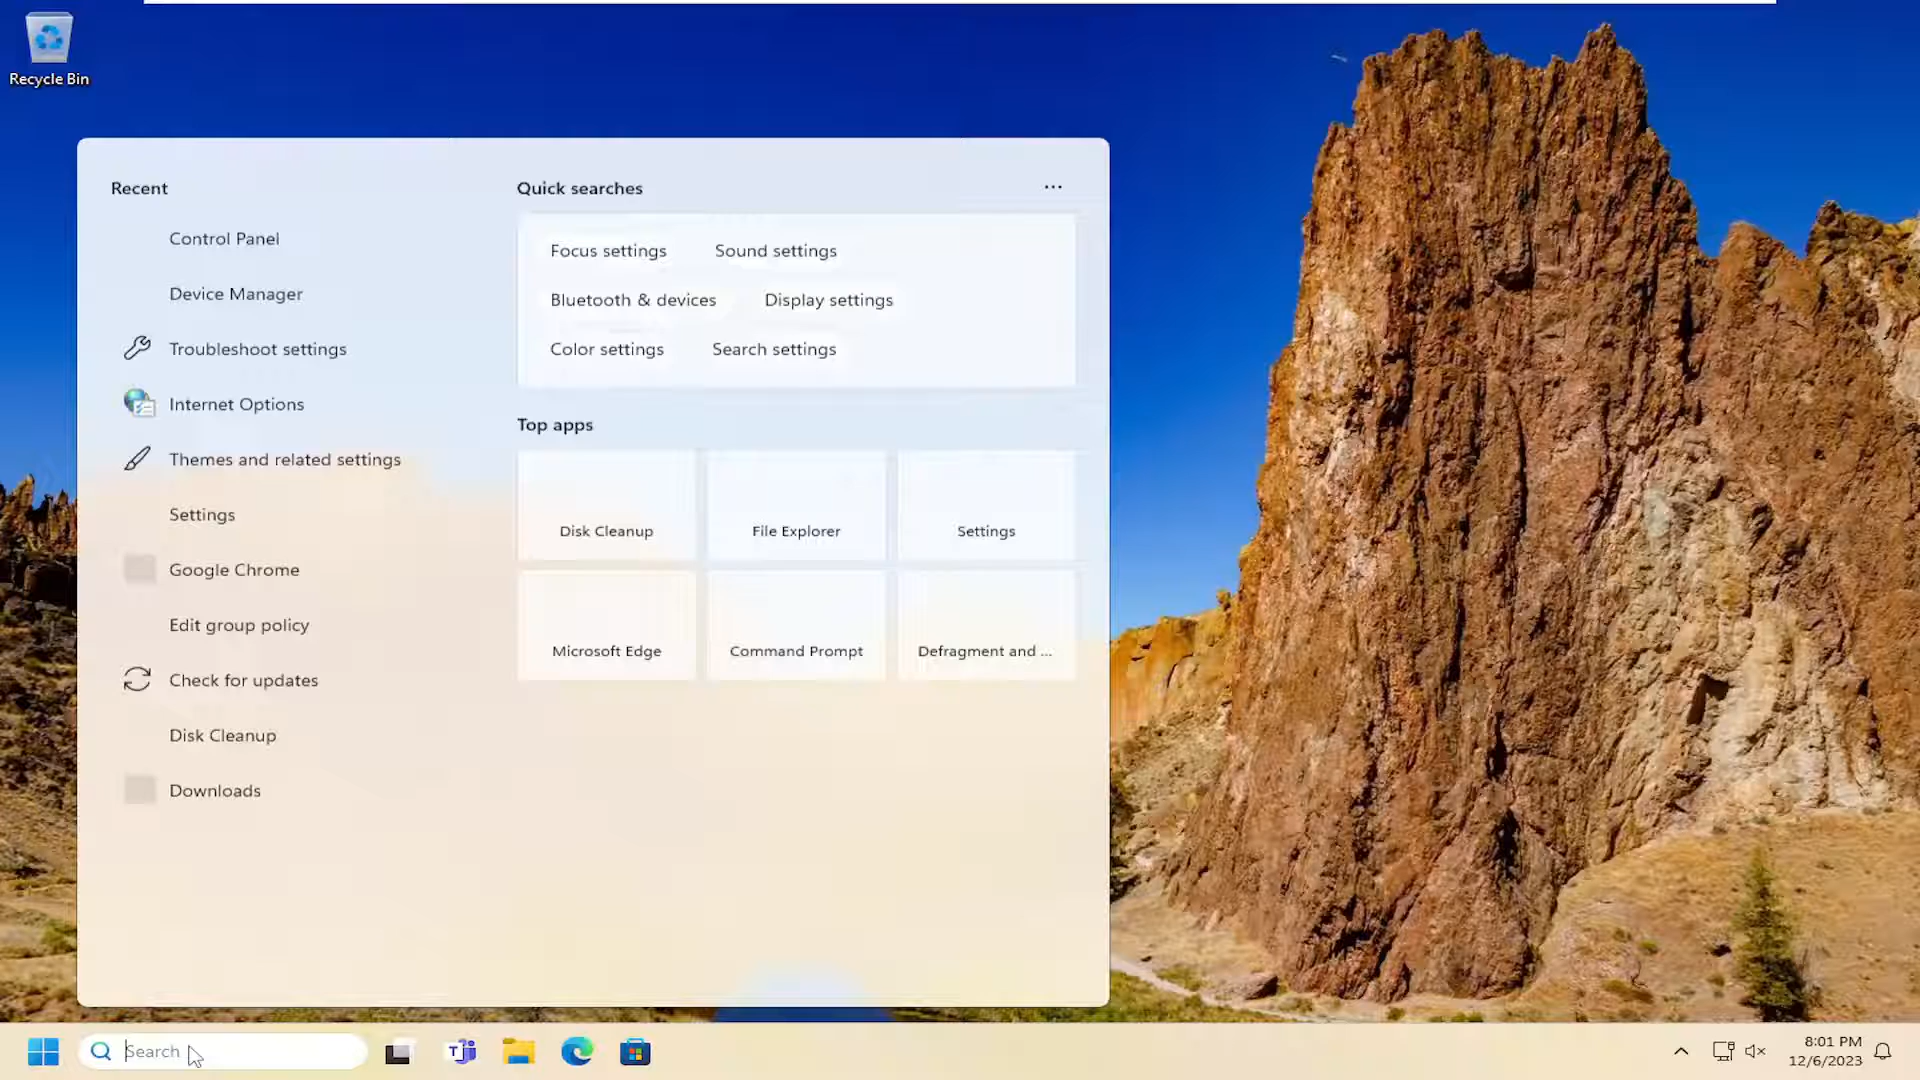 Recycle Bin
Recent
Control Panel
Device Manager
Troubleshoot settings
Internet Options
Themes and related settings
Settings
Google Chrome
Edit group policy
Check for updates
Disk Cleanup
Downloads
Quick searches
Focus settings
Sound settings
Bluetooth & devices
Display settings
Color settings
Search settings
Top apps
Disk Cleanup
File Explorer
Settings
Microsoft Edge
Command Prompt
Defragment and ...
Search
8:01 PM
12/6/2023